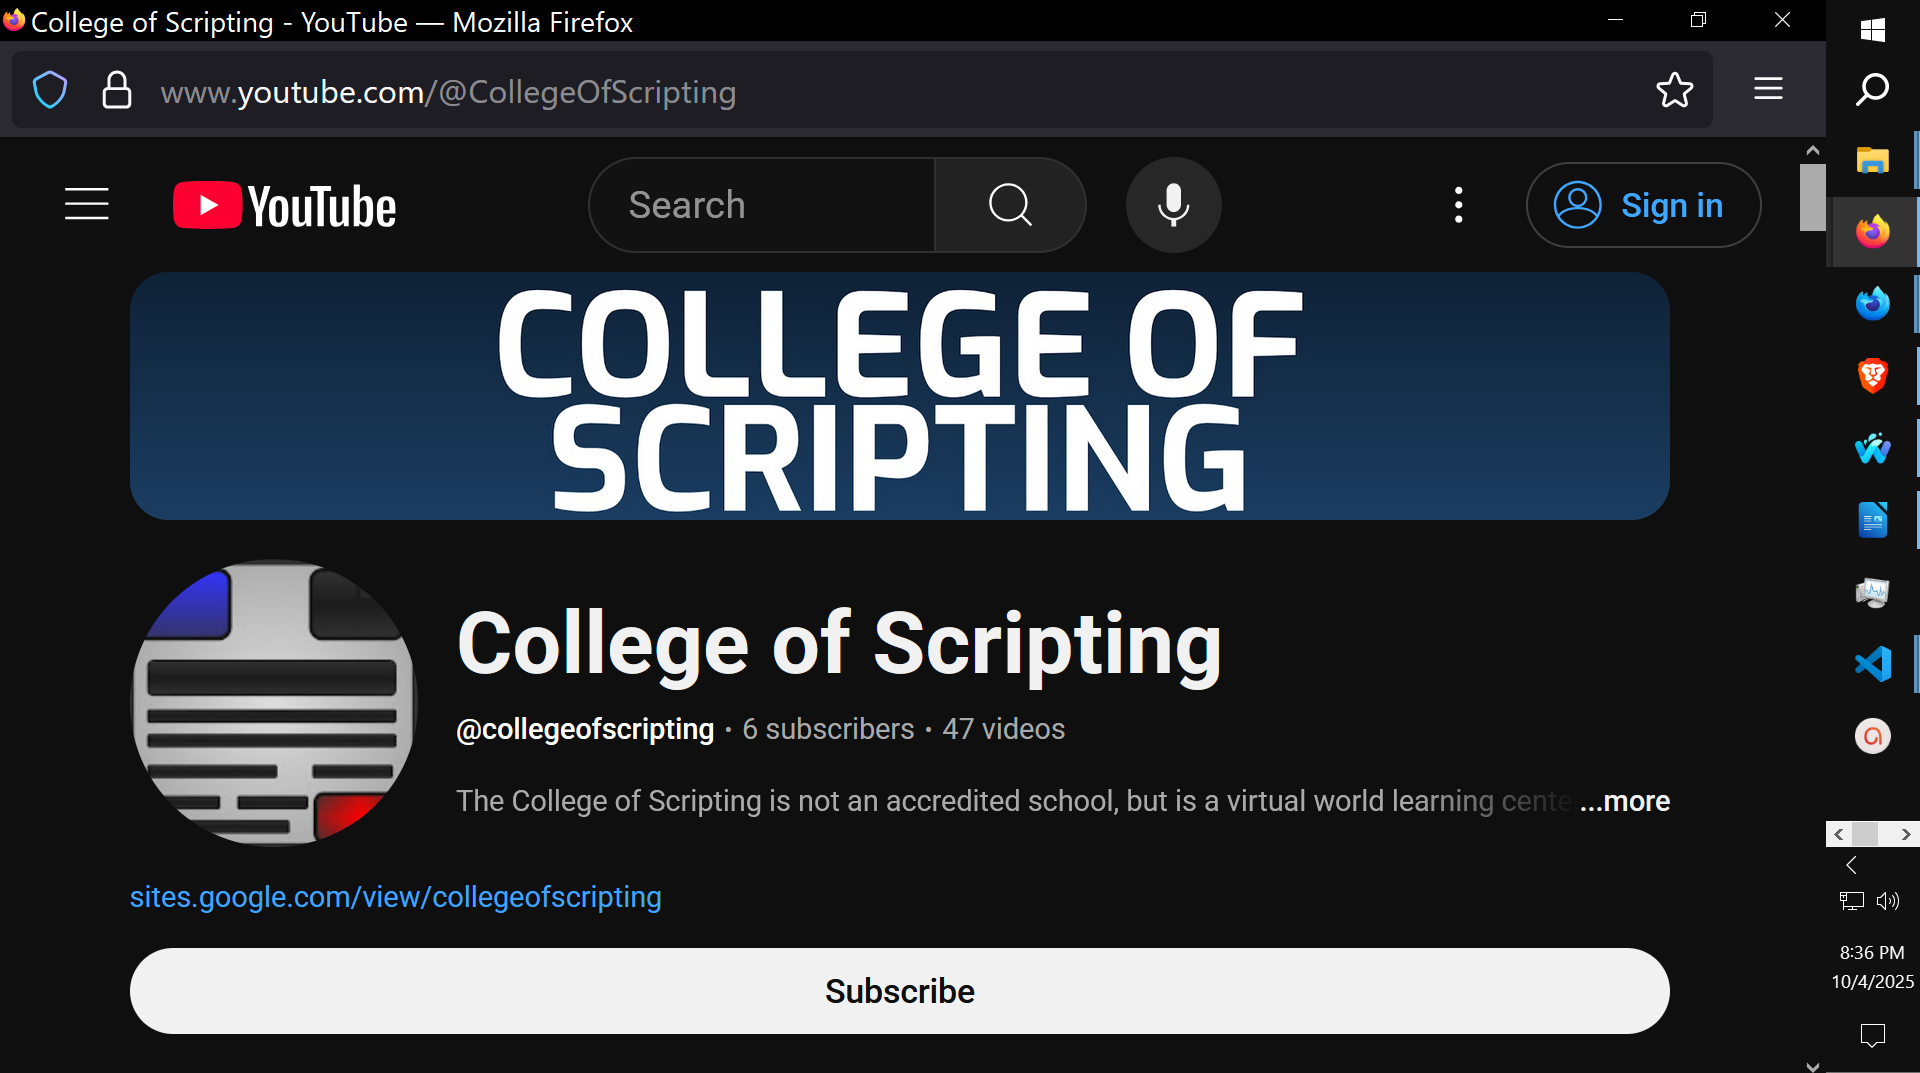 College of Scripting - YouTube — Mozilla Firefox
www.youtube.com/@CollegeOfScripting
YouTube
Search
Sign in
COLLEGE OF
SCRIPTING
College of Scripting
@collegeofscripting • 6 subscribers • 47 videos
The College of Scripting is not an accredited school, but is a virtual world learning cente ...more
sites.google.com/view/collegeofscripting
Subscribe
8:36 PM
10/4/2025